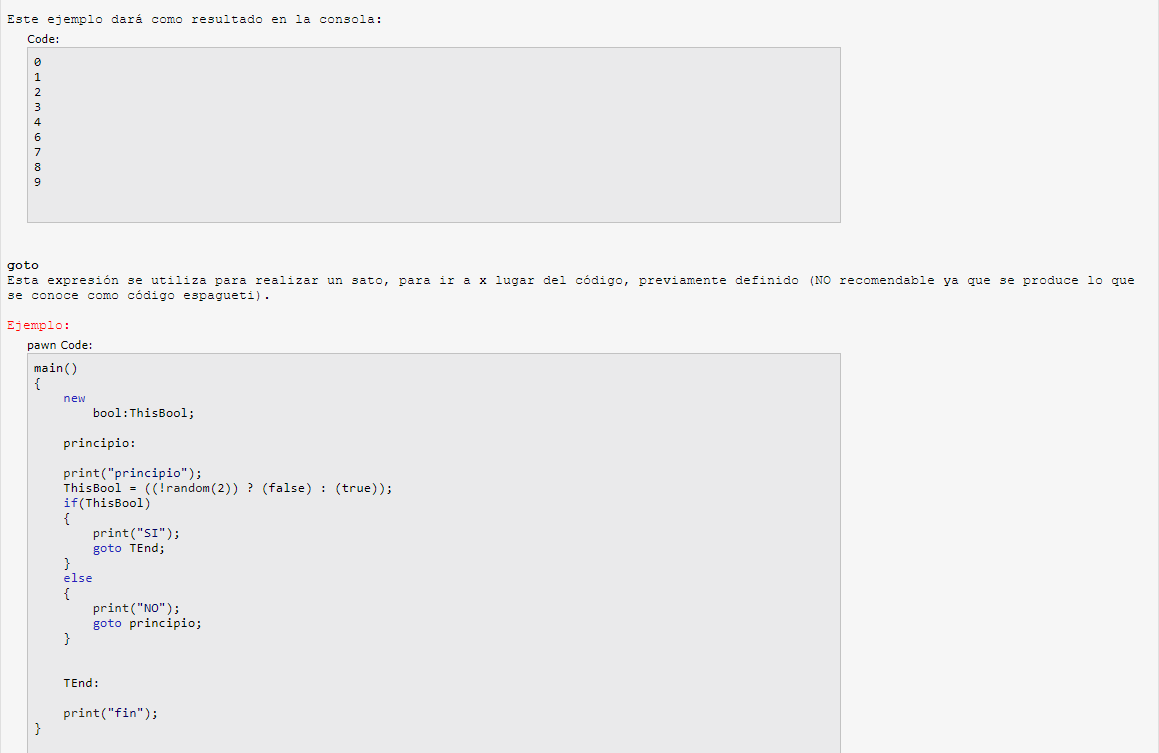 Este ejemplo dará como resultado en la consola:
Code:
0
1
2
3
4
6
7
8
9
goto
Esta expresión se utiliza para realizar un sato, para ir a x lugar del código, previamente definido (NO recomendable ya que se produce lo que
se conoce como código espagueti).
Ejemplo:
pawn Code:
main()
{
new
bool:ThisBool;
principio:
print("principio");
ThisBool = ((!random(2)) ? (false) : (true));
if(ThisBool)
{
print("SI");
goto TEnd;
}
else
{
print("NO");
goto principio;
}
TEnd:
print("fin");
}